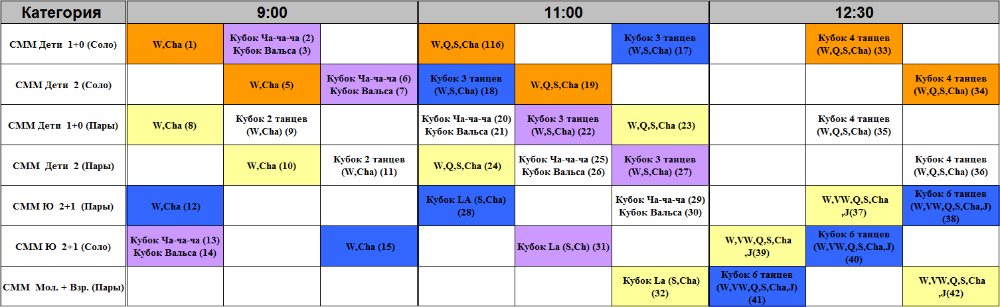 Категория 9:00 11:00 12:30
СММ Дети 1+0 (Соло)
W,Cha (1)
Кубок Ча-ча-ча (2)
Кубок Вальса (3)
W,Q,S,Cha (116)
Кубок 3 танцев
(W,S,Cha) (17)
Кубок 4 танцев
(W,Q,S,Cha) (33)
СММ Дети 2 (Соло)
W,Cha (5)
Кубок Ча-ча-ча (6)
Кубок Вальса (7)
Кубок 3 танцев
(W,S,Cha) (18)
W,Q,S,Cha (19)
Кубок 4 танцев
(W,Q,S,Cha) (34)
СММ Дети 1+0 (Пары)
W,Cha (8)
Кубок 2 танцев
(W,Cha) (9)
Кубок Ча-ча-ча (20)
Кубок Вальса (21)
Кубок 3 танцев
(W,S,Cha) (22)
W,Q,S,Cha (23)
Кубок 4 танцев
(W,Q,S,Cha) (35)
СММ Дети 2 (Пары)
W,Cha (10)
Кубок 2 танцев
(W,Cha) (11)
W,Q,S,Cha (24)
Кубок Ча-ча-ча (25)
Кубок Вальса (26)
Кубок 3 танцев
(W,S,Cha) (27)
Кубок 4 танцев
(W,Q,S,Cha) (36)
СММ Ю 2+1 (Пары)
W,Cha (12)
Кубок LA (S,Cha)
(28)
Кубок Ча-ча-ча (29)
Кубок Вальса (30)
W,VW,Q,S,Cha
,J(37)
Кубок 6 танцев
(W,VW,Q,S,Cha,J)
(38)
СММ Ю 2+1 (Соло)
Кубок Ча-ча-ча (13)
Кубок Вальса (14)
W,Cha (15)
Кубок La (S,Ch) (31)
W,VW,Q,S,Cha
,J(39)
Кубок 6 танцев
(W,VW,Q,S,Cha,J)
(40)
СММ Мол. + Взр. (Пары)
Кубок La (S,Cha)
(32)
Кубок 6 танцев
(W,VW,Q,S,Cha,J)
(41)
W,VW,Q,S,Cha
,J(42)